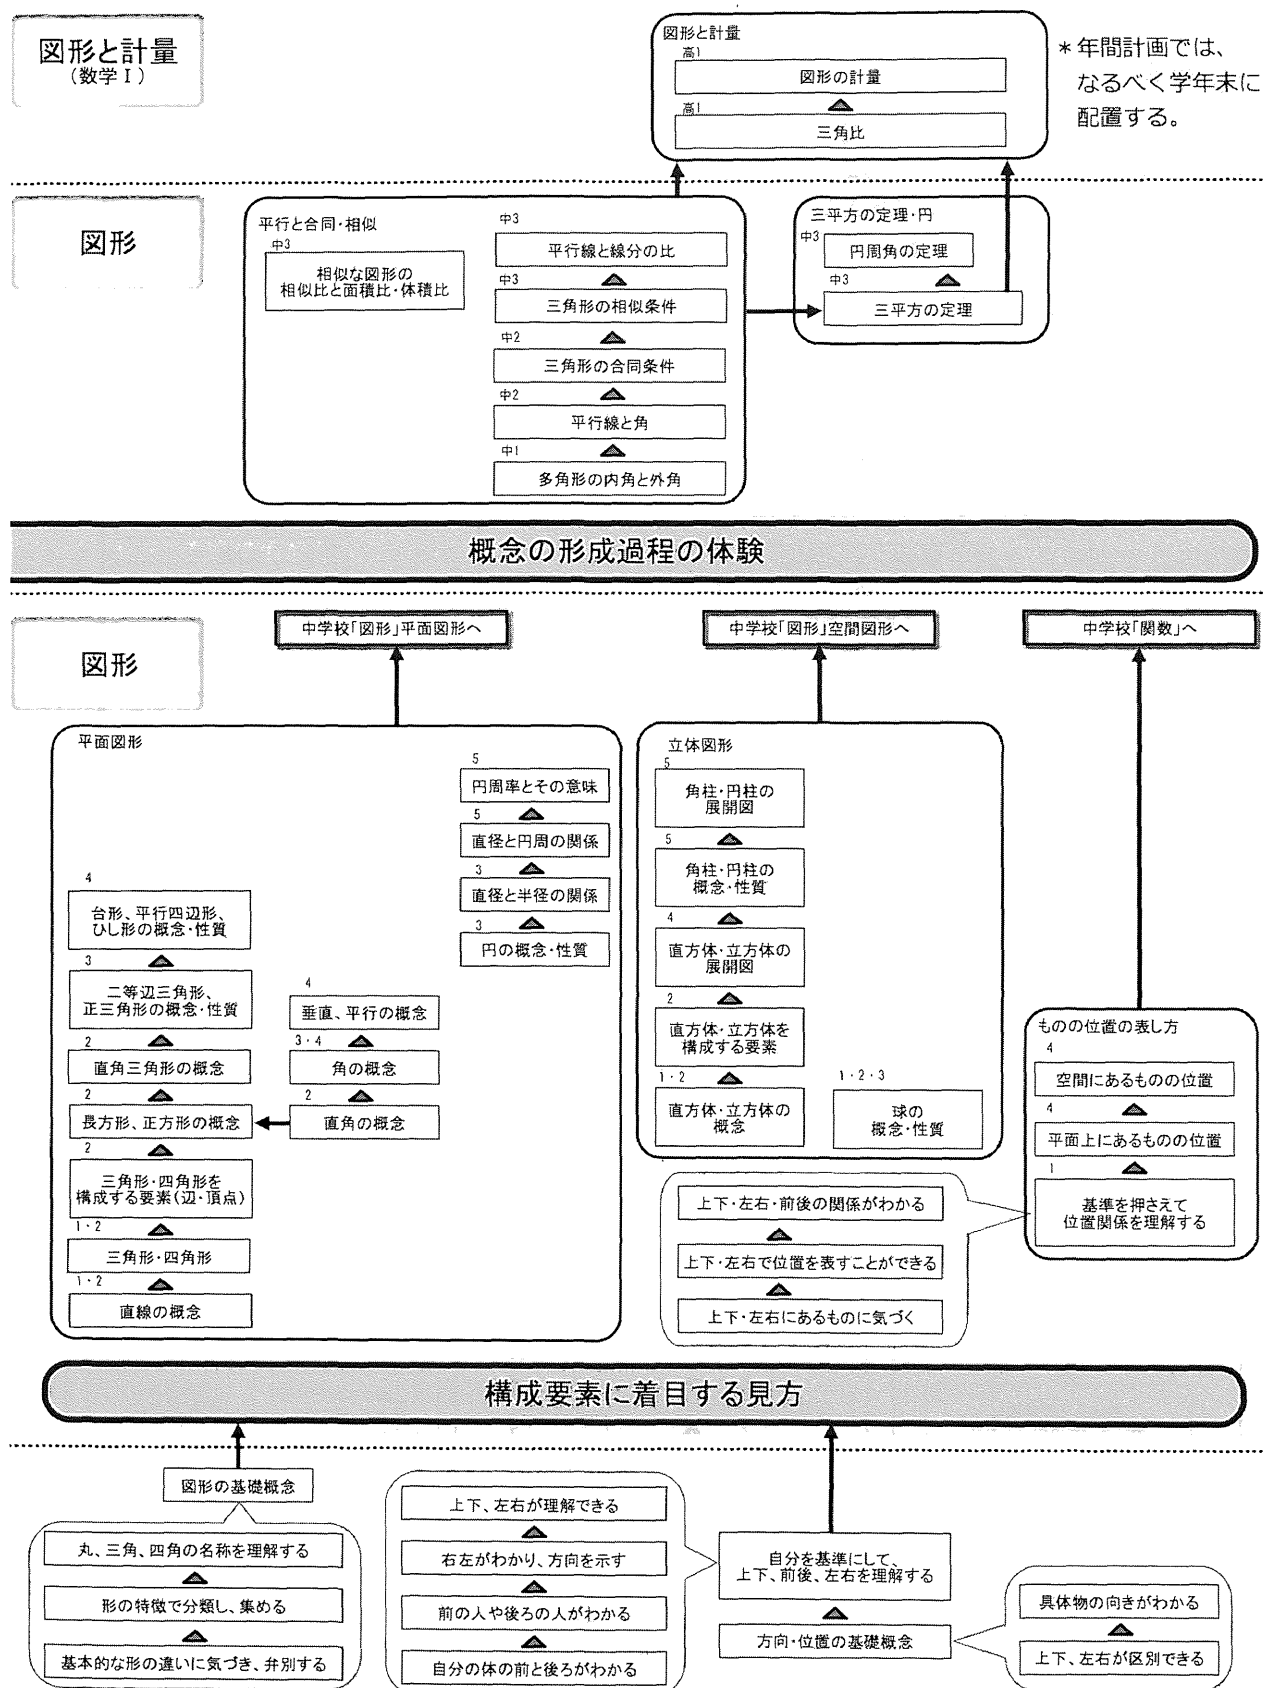 図形と計量
(数学Ⅰ)
図形と計量
高1
図形の計量
高1
三角比
*年間計画では、
なるべく学年末に
配置する。
図形
平行と合同・相似
中3
相似な図形の
相似比と面積比・体積比
中3
平行線と線分の比
中3
三角形の相似条件
中2
三角形の合同条件
中2
平行線と角
中1
多角形の内角と外角
三平方の定理・円
中3
円周角の定理
中3
三平方の定理
概念の形成過程の体験
図形
中学校「図形」平面図形へ
中学校「図形」空間図形へ
中学校「関数」へ
平面図形
5
円周率とその意味
5
直径と円周の関係
3
直径と半径の関係
3
円の概念・性質
4
台形、平行四辺形、
ひし形の概念・性質
3
二等辺三角形、
正三角形の概念・性質
2
直角三角形の概念
2
長方形、正方形の概念
2
三角形・四角形を
構成する要素(辺・頂点)
1・2
三角形・四角形
1・2
直線の概念
4
垂直、平行の概念
3・4
角の概念
2
直角の概念
立体図形
5
角柱・円柱の
展開図
5
角柱・円柱の
概念・性質
4
直方体・立方体の
展開図
2
直方体・立方体を
構成する要素
1・2
直方体・立方体の
概念
1・2・3
球の
概念・性質
ものの位置の表し方
4
空間にあるものの位置
4
平面上にあるものの位置
1
基準を押さえて
位置関係を理解する
上下・左右・前後の関係がわかる
上下・左右で位置を表すことができる
上下・左右にあるものに気づく
構成要素に着目する見方
図形の基礎概念
丸、三角、四角の名称を理解する
形の特徴で分類し、集める
基本的な形の違いに気づき、弁別する
上下、左右が理解できる
右左がわかり、方向を示す
前の人や後ろの人がわかる
自分の体の前と後ろがわかる
自分を基準にして、
上下、前後、左右を理解する
方向・位置の基礎概念
具体物の向きがわかる
上下、左右が区別できる